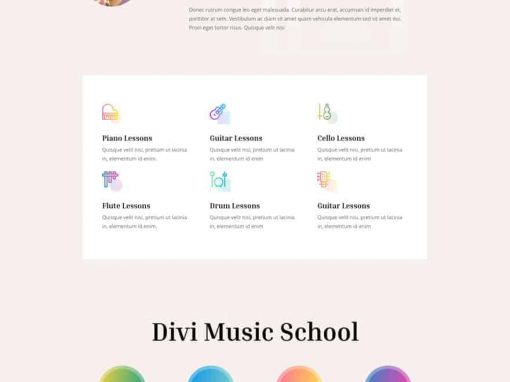 Donec rutrum congue leo eget malesuada. Curabitur arcu erat, accumsan id imperdiet et,
porttitor at sem. Vestibulum ac diam sit amet quam vehicula elementum sed sit amet dui.
Proin eget tortor risus. Quisque velit nisi
Piano Lessons
Quisque velit nisi, pretium ut lacinia
in, elementum id enim.
Guitar Lessons
Quisque velit nisi, pretium ut lacinia
in, elementum id enim
Cello Lessons
Quisque velit nisi, pretium ut lacinia
in, elementum id enim
Flute Lessons
Quisque velit nisi, pretium ut lacinia
in, elementum id enim.
Drum Lessons
Quisque velit nisi, pretium ut lacinia
in, elementum id enim
Guitar Lessons
Quisque velit nisi, pretium ut lacinia
in, elementum id enim
Divi Music School